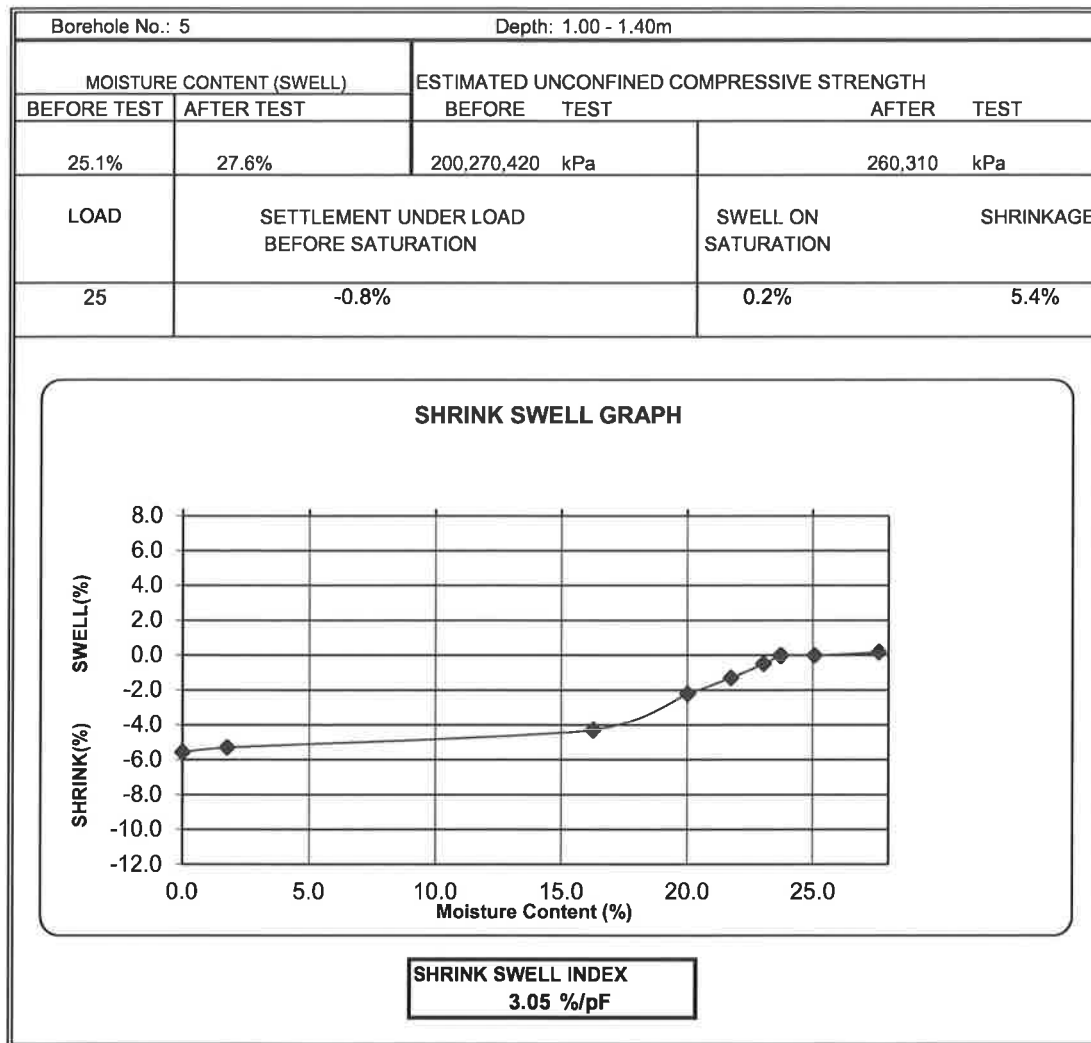 Borehole No.: 5 Depth: 1.00 - 1.40m
MOISTURE CONTENT (SWELL) ESTIMATED UNCONFINED COMPRESSIVE STRENGTH
BEFORE TEST AFTER TEST BEFORE TEST AFTER TEST
25.1% 27.6% 200,270,420 kPa 260,310 kPa
LOAD SETTLEMENT UNDER LOAD SWELL ON SHRINKAGE
BEFORE SATURATION SATURATION
25 -0.8% 0.2% 5.4%
SHRINK SWELL GRAPH
SHRINK(%) SWELL(%)
8.0
6.0
4.0
2.0
0.0
-2.0
-4.0
-6.0
-8.0
-10.0
-12.0
0.0 5.0 10.0 15.0 20.0 25.0
Moisture Content (%)
SHRINK SWELL INDEX
3.05 %/pF